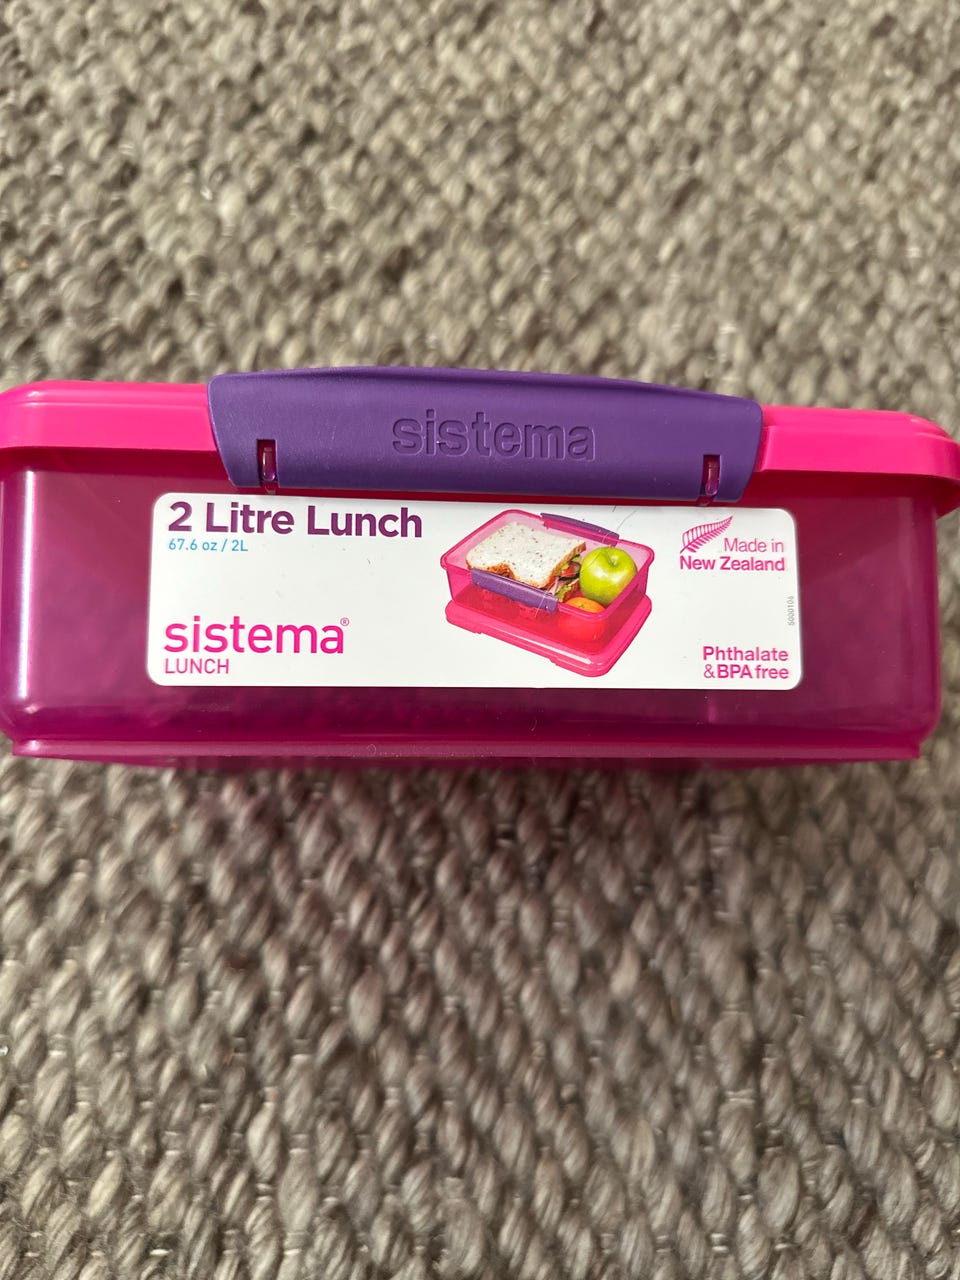 sistema
2 Litre Lunch
67.6 oz / 2L
Made in
New Zealand
sistema®
LUNCH
Phthalate
&BPA free